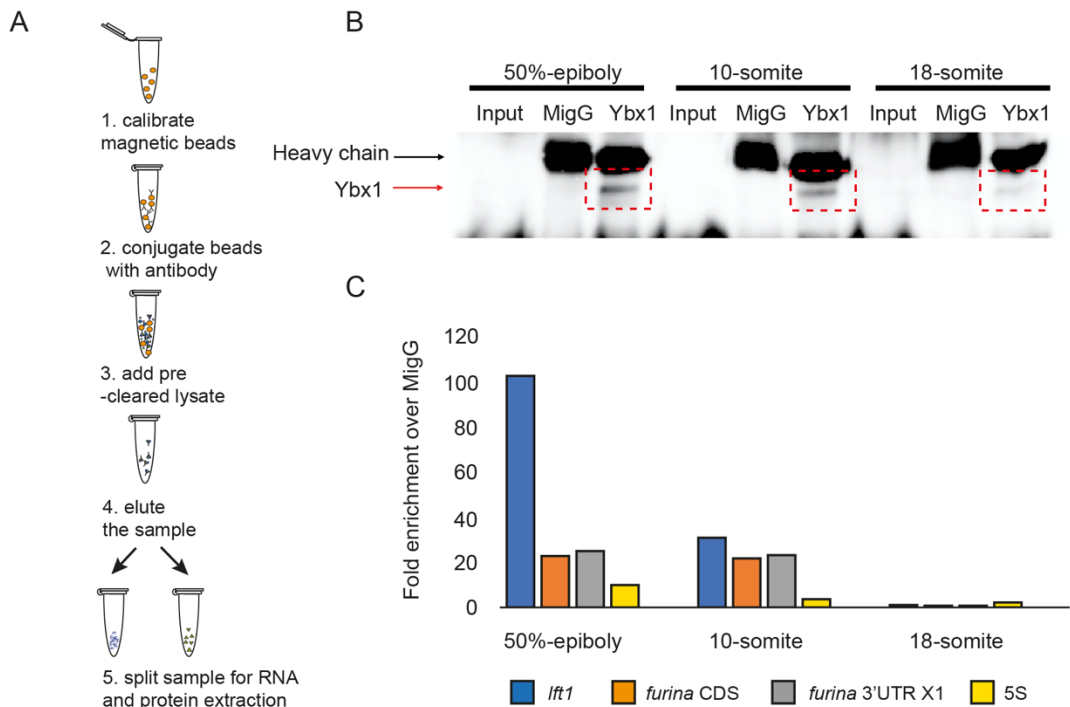 A
1. calibrate
magnetic beads
2. conjugate beads
with antibody
3. add pre
-cleared lysate
4. elute
the sample
5. split sample for RNA
and protein extraction
B
50%-epiboly 10-somite 18-somite
Input MigG Ybx1 Input MigG Ybx1 Input MigG Ybx1
Heavy chain
Ybx1
C
Fold enrichment over MigG
120
100
80
60
40
20
0
50%-epiboly 10-somite 18-somite
lft1 furina CDS furina 3'UTR X1 5S